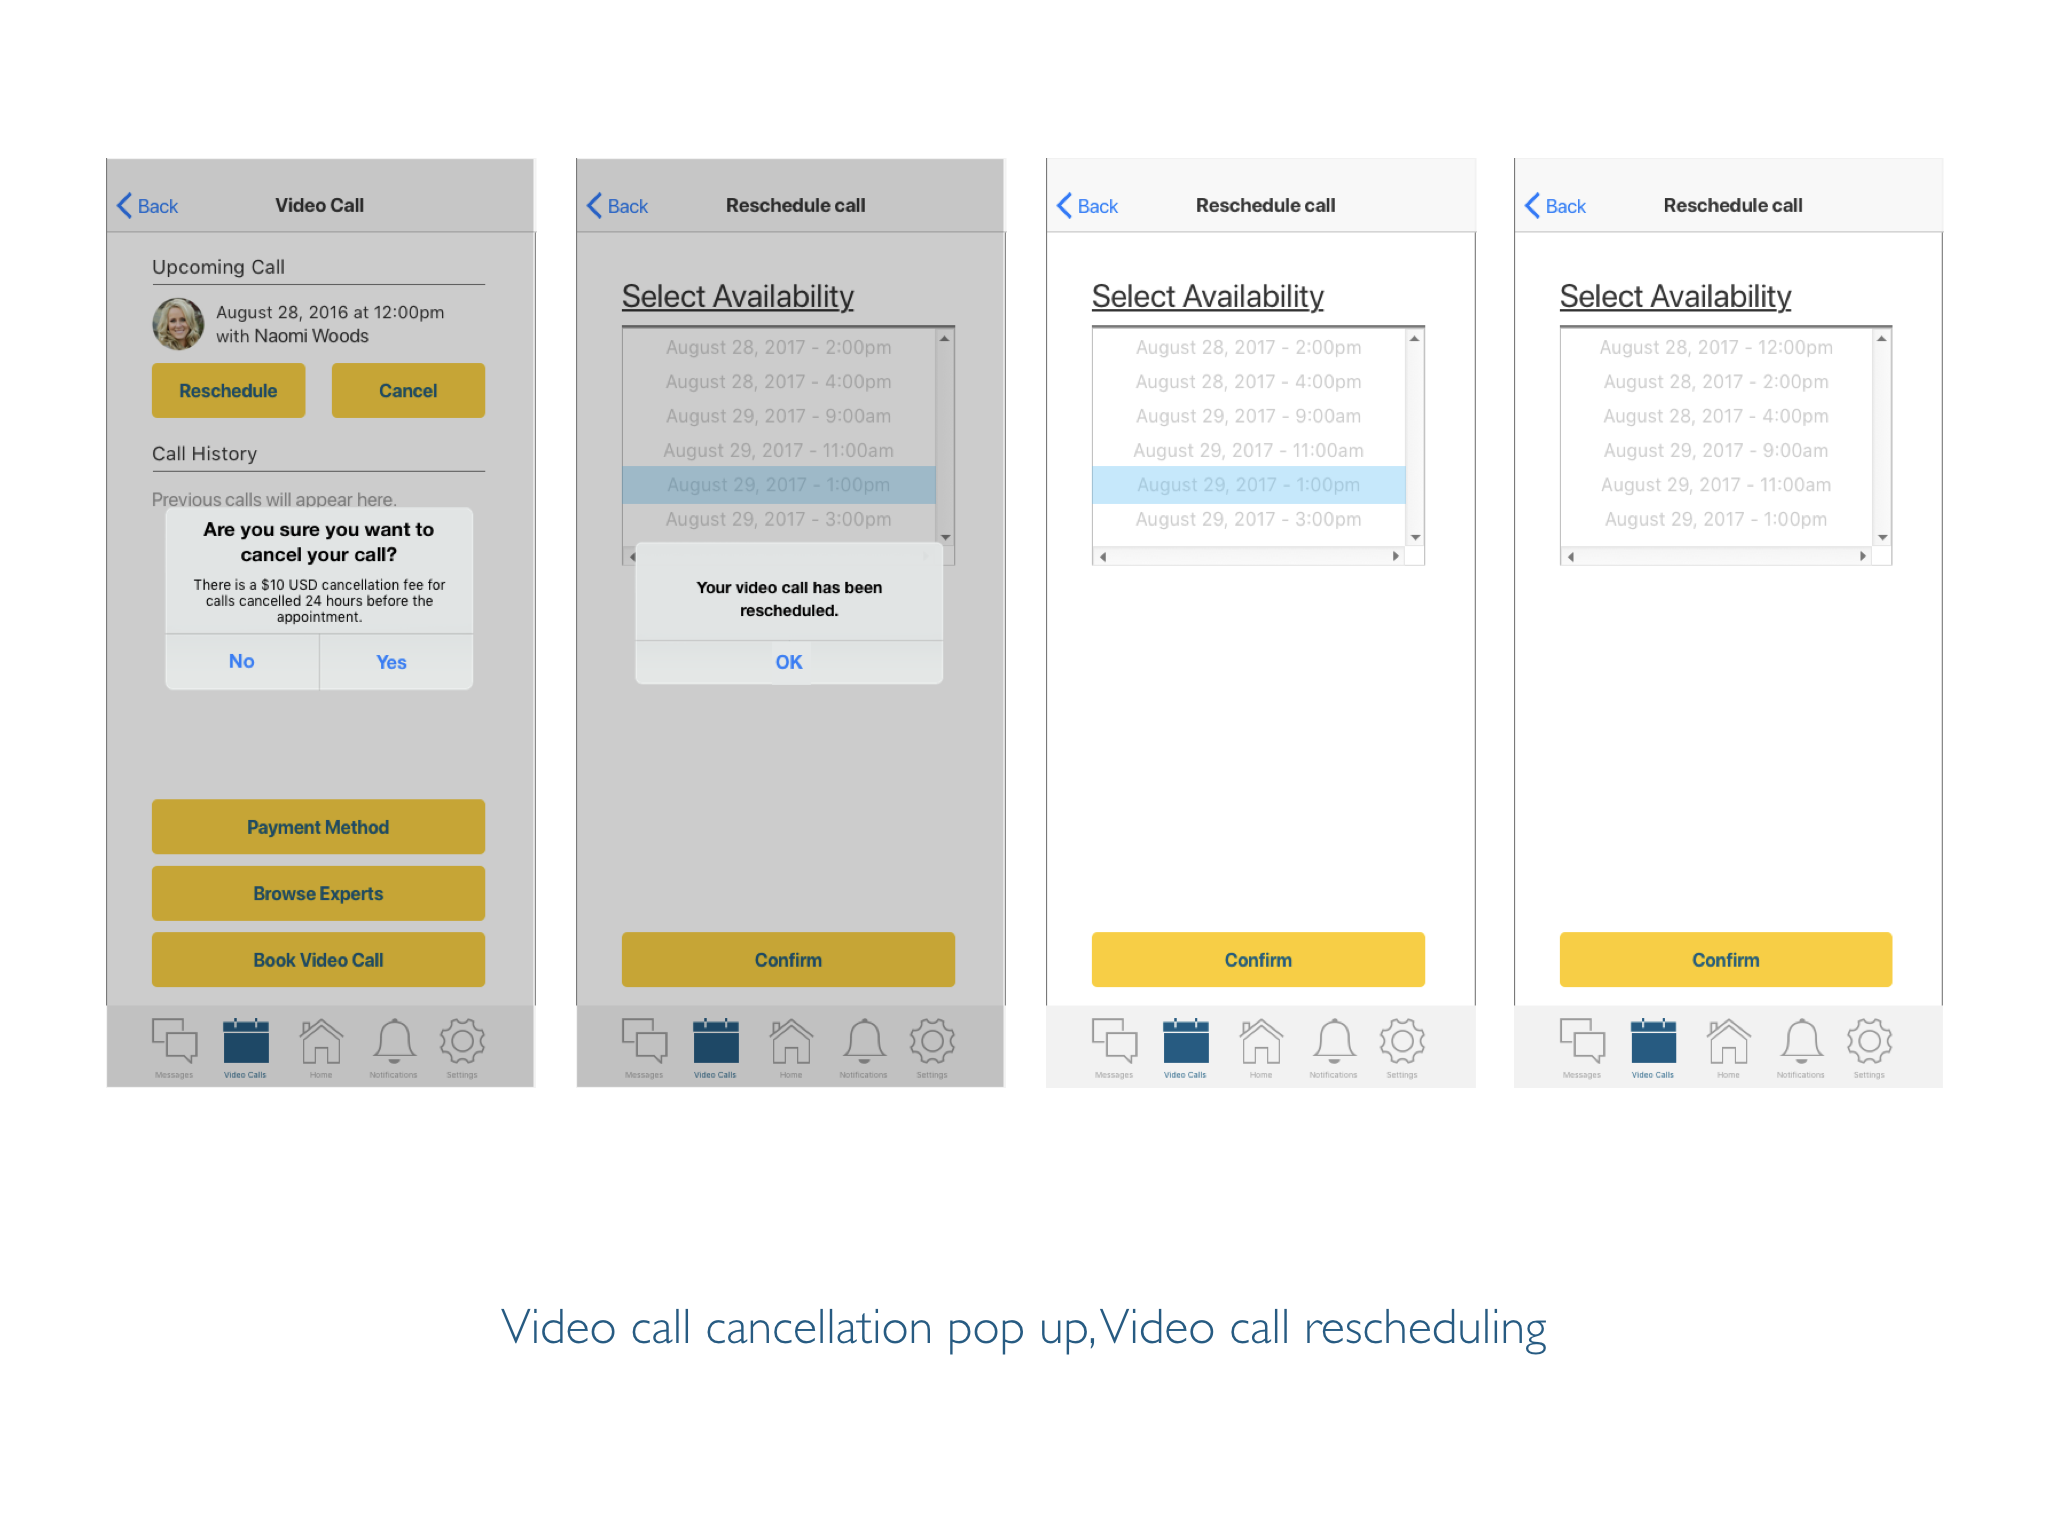 Back
Video Call
Upcoming Call
August 28, 2016 at 12:00pm
with Naomi Woods
Reschedule
Cancel
Call History
Previous calls will appear here.
Are you sure you want to
cancel your call?
There is a $10 USD cancellation fee for
calls cancelled 24 hours before the
appointment.
No
Yes
Payment Method
Browse Experts
Book Video Call
Messages
Video Calls
Home
Notifications
Settings
Back
Reschedule call
Select Availability
August 28, 2017 - 2:00pm
August 28, 2017 - 4:00pm
August 29, 2017 - 9:00am
August 29, 2017 - 11:00am
August 29, 2017 - 1:00pm
August 29, 2017 - 3:00pm
Your video call has been
rescheduled.
OK
Confirm
Messages
Video Calls
Home
Notifications
Settings
Back
Reschedule call
Select Availability
August 28, 2017 - 2:00pm
August 28, 2017 - 4:00pm
August 29, 2017 - 9:00am
August 29, 2017 - 11:00am
August 29, 2017 - 1:00pm
August 29, 2017 - 3:00pm
Confirm
Messages
Video Calls
Home
Notifications
Settings
Back
Reschedule call
Select Availability
August 28, 2017 - 12:00pm
August 28, 2017 - 2:00pm
August 28, 2017 - 4:00pm
August 29, 2017 - 9:00am
August 29, 2017 - 11:00am
August 29, 2017 - 1:00pm
Confirm
Messages
Video Calls
Home
Notifications
Settings
Video call cancellation pop up, Video call rescheduling